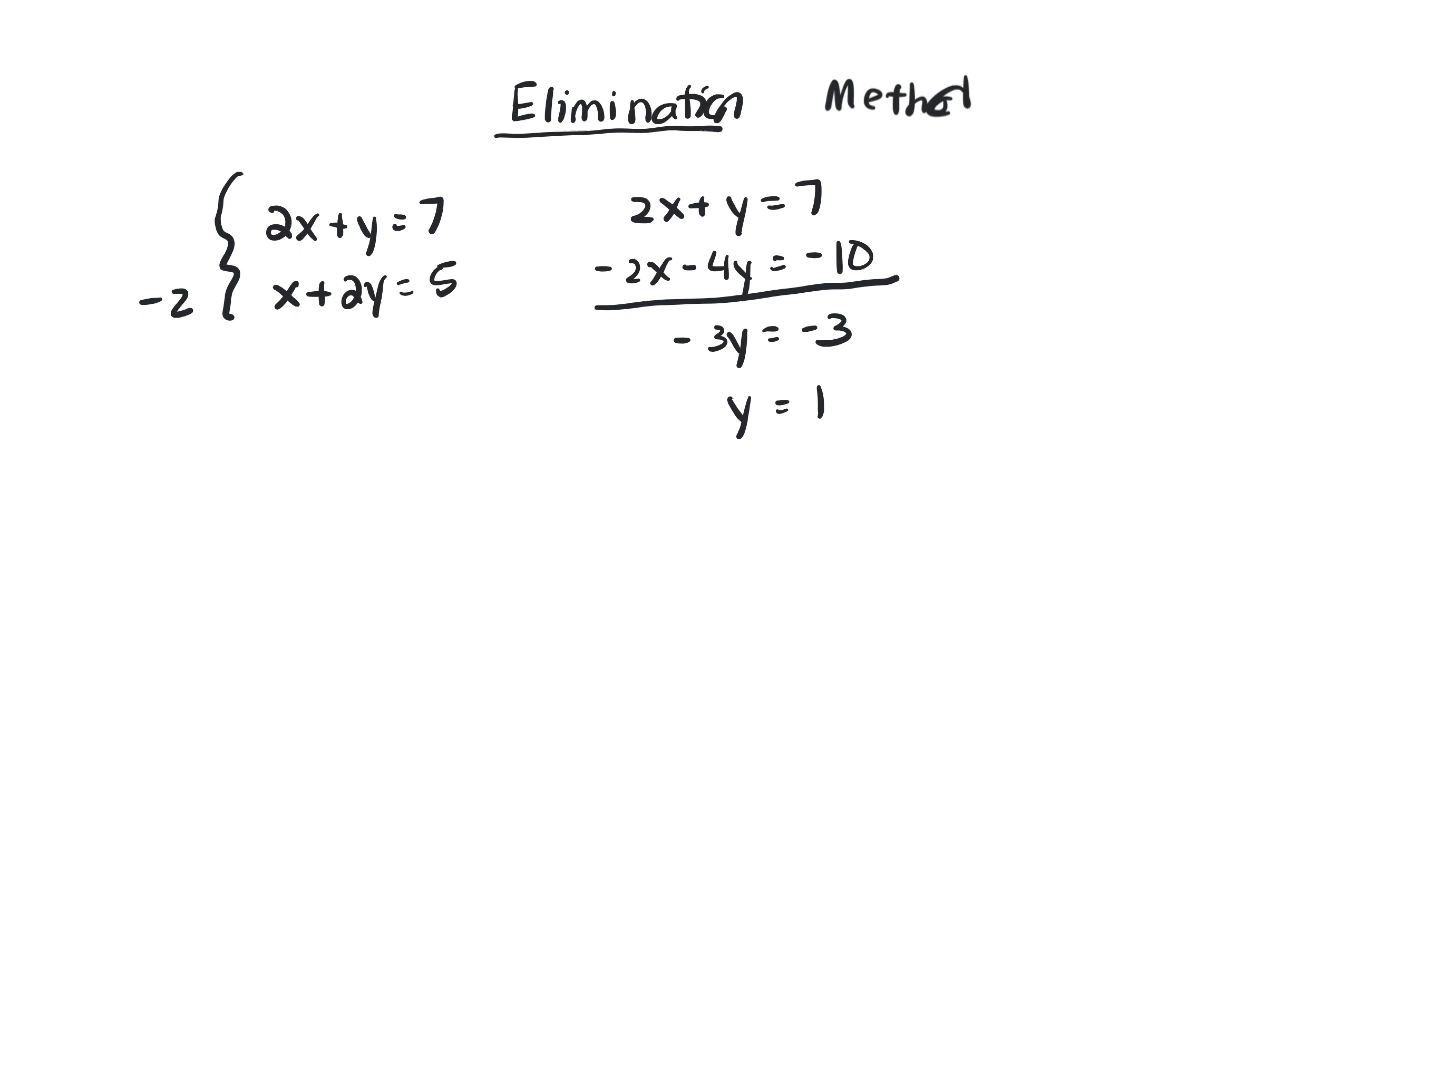 Elimination Method
2x+y=7
x+2y=5
-2
2x+y=7
-2x-4y=-10
-3y=-3
y=1